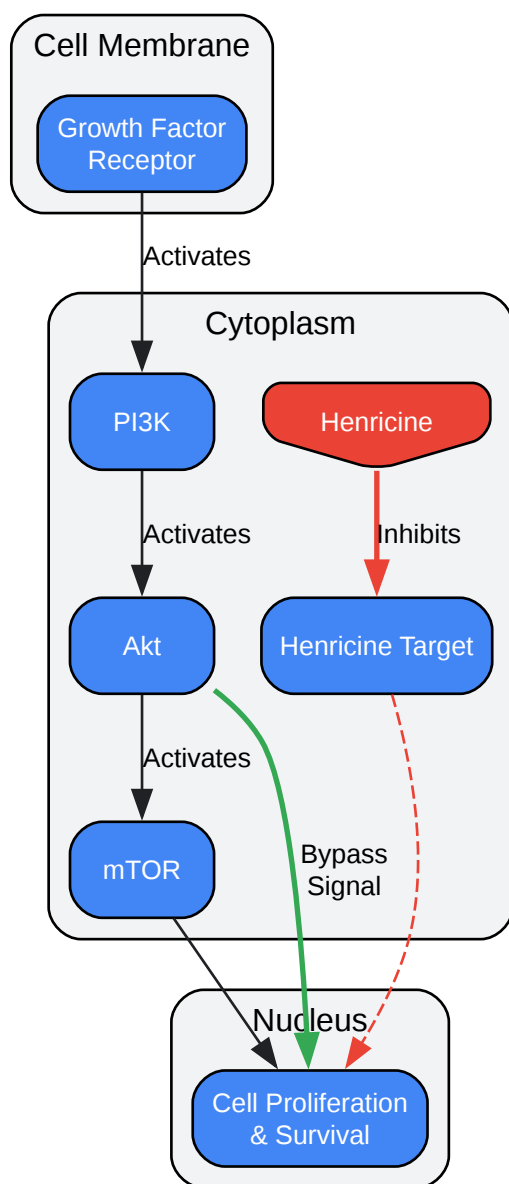 Cell Membrane
Growth Factor
Receptor
Activates
Cytoplasm
PI3K
Henricine
Activates
Inhibits
Akt
Henricine Target
Activates
Bypass
Signal
mTOR
Nucleus
Cell Proliferation
& Survival